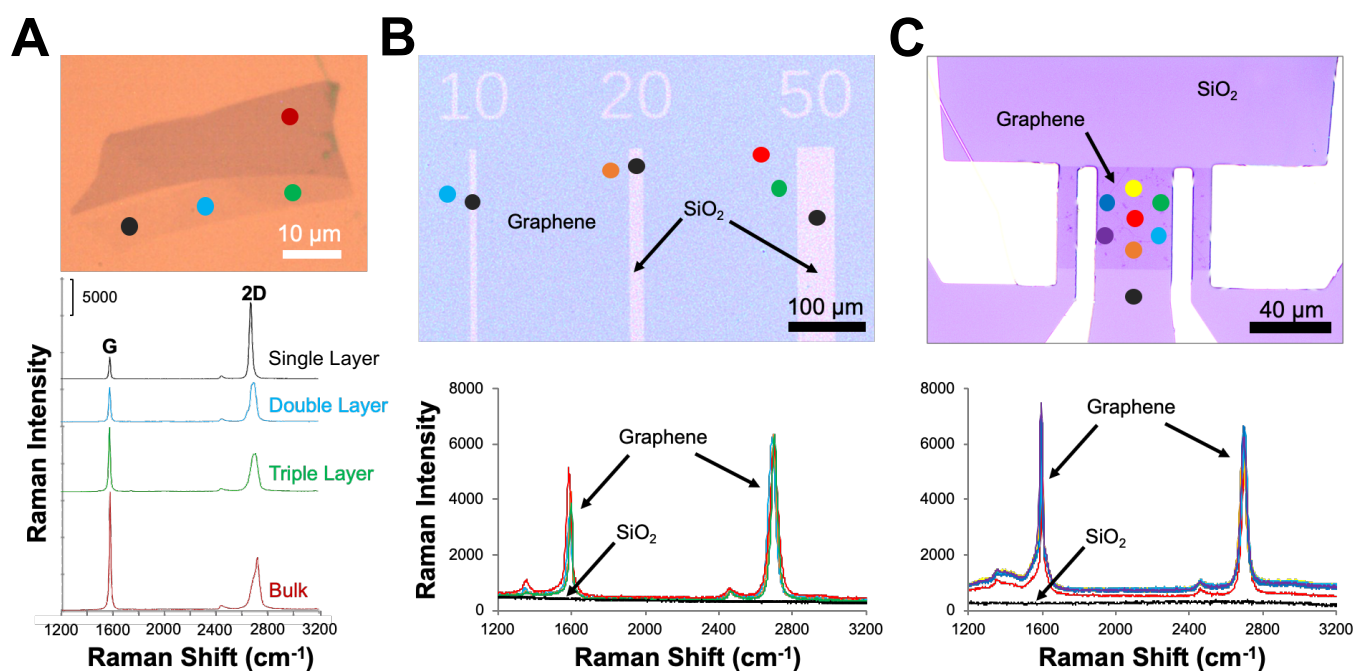 A
10 µm
5000
G
2D
Single Layer
Double Layer
Triple Layer
Bulk
Raman Intensity
1200 1600 2000 2400 2800 3200
Raman Shift (cm-1)
B
10 20 50
Graphene
SiO2
100 µm
8000
6000
4000
2000
0
Graphene
SiO2
Raman Intensity
1200 1600 2000 2400 2800 3200
Raman Shift (cm-1)
C
SiO2
Graphene
40 µm
8000
6000
4000
2000
0
Graphene
SiO2
1200 1600 2000 2400 2800 3200
Raman Shift (cm-1)